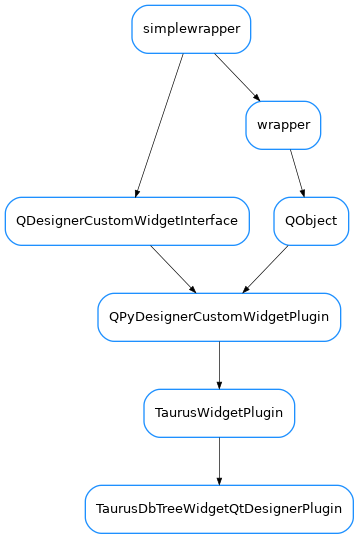 simplewrapper
wrapper
QDesignerCustomWidgetInterface
QObject
QPyDesignerCustomWidgetPlugin
TaurusWidgetPlugin
TaurusDbTreeWidgetQtDesignerPlugin